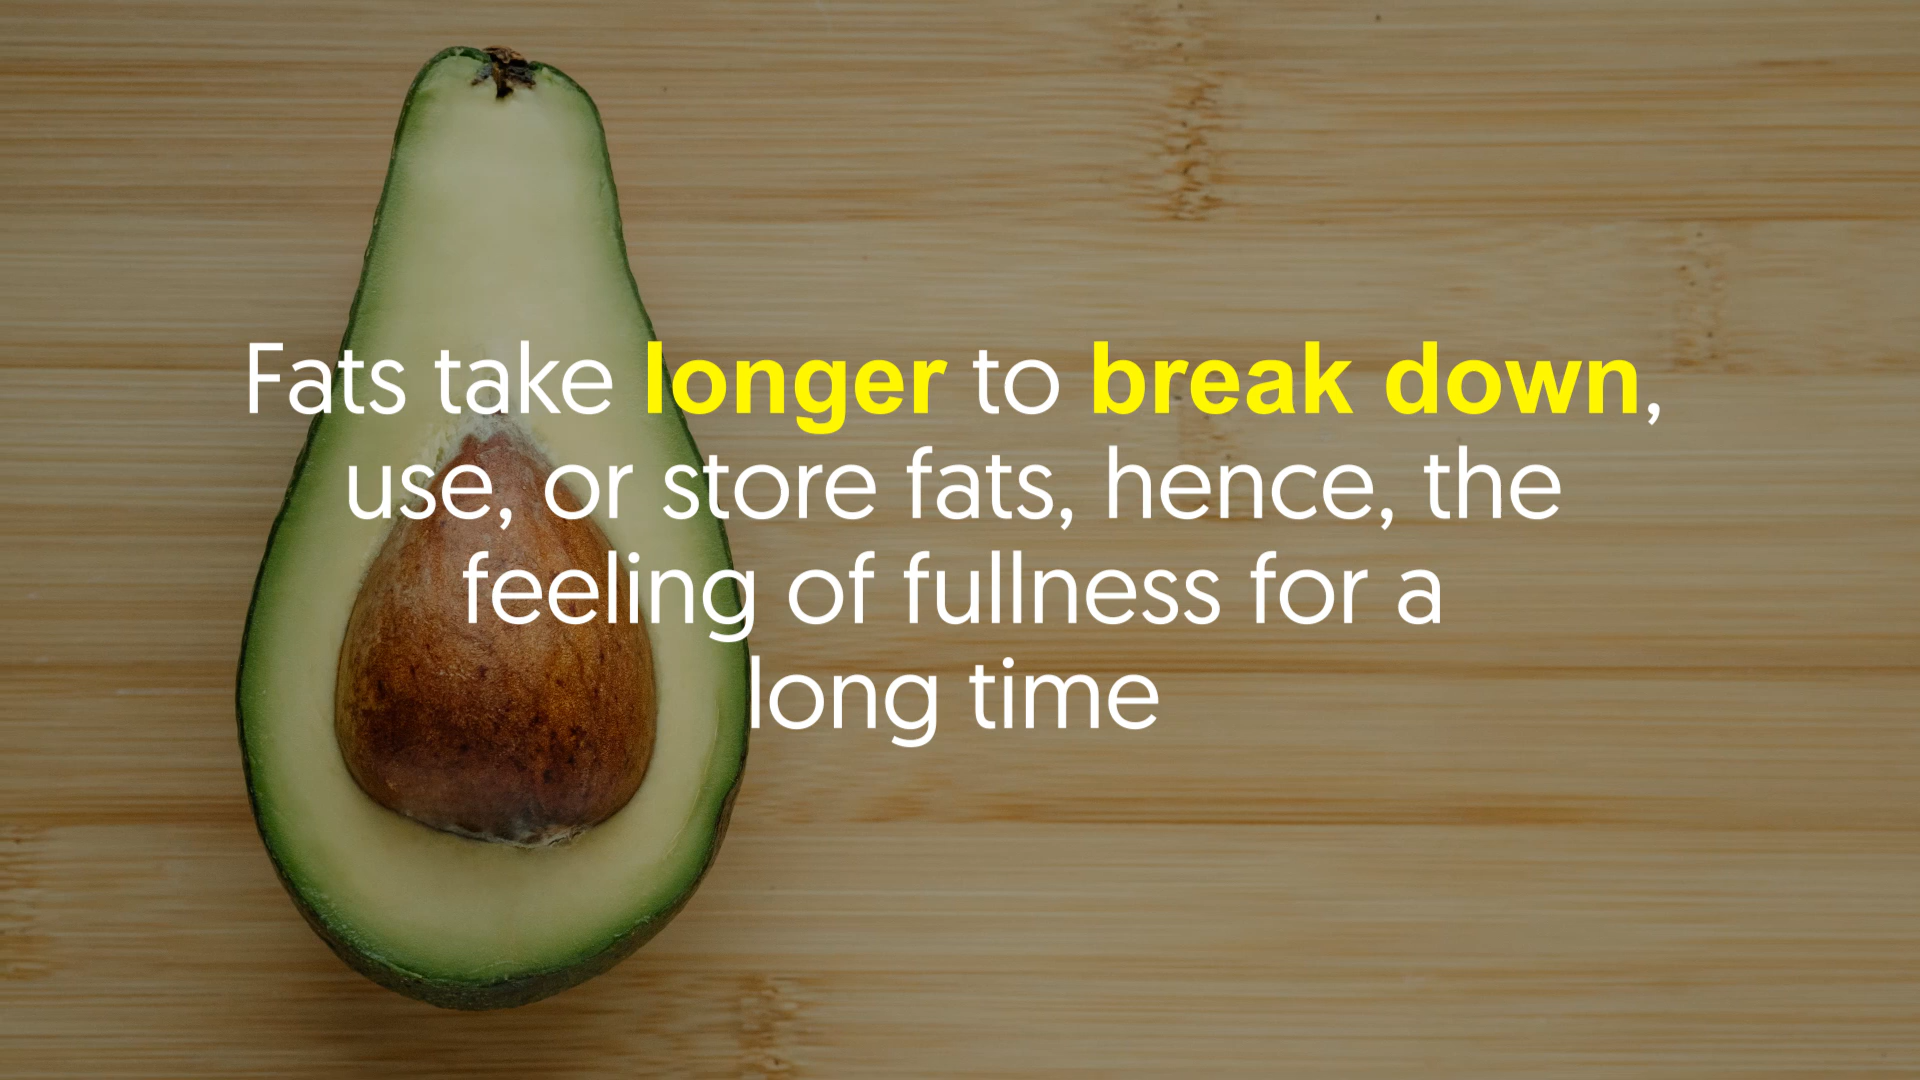 Fats take longer to break down,
use, or store fats, hence, the
feeling of fullness for a
long time